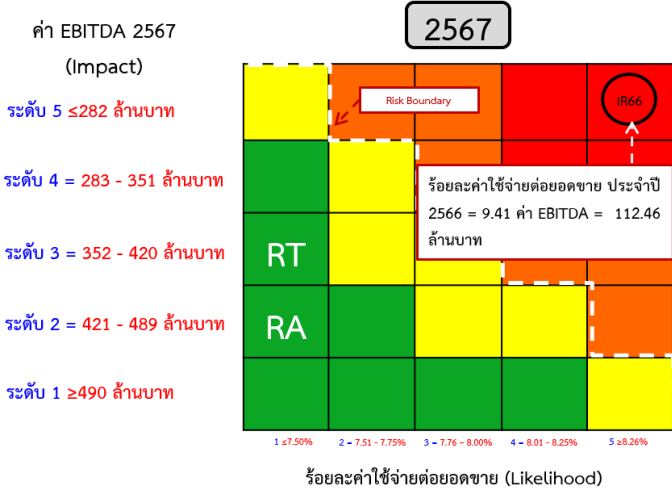 ค่า EBITDA 2567
(Impact)
2567
ระดับ 5 ≤282 ล้านบาท
Risk Boundary
IR66
ระดับ 4 = 283 - 351 ล้านบาท
ร้อยละค่าใช้จ่ายต่อยอดขาย ประจำปี
2566 = 9.41 ค่า EBITDA = 112.46
ล้านบาท
ระดับ 3 = 352 - 420 ล้านบาท
RT
ระดับ 2 = 421 - 489 ล้านบาท
RA
ระดับ 1 ≥490 ล้านบาท
1 ≤7.50%
2 = 7.51 - 7.75%
3 = 7.76 – 8.00%
4 = 8.01 - 8.25%
5 ≥8.26%
ร้อยละค่าใช้จ่ายต่อยอดขาย (Likelihood)